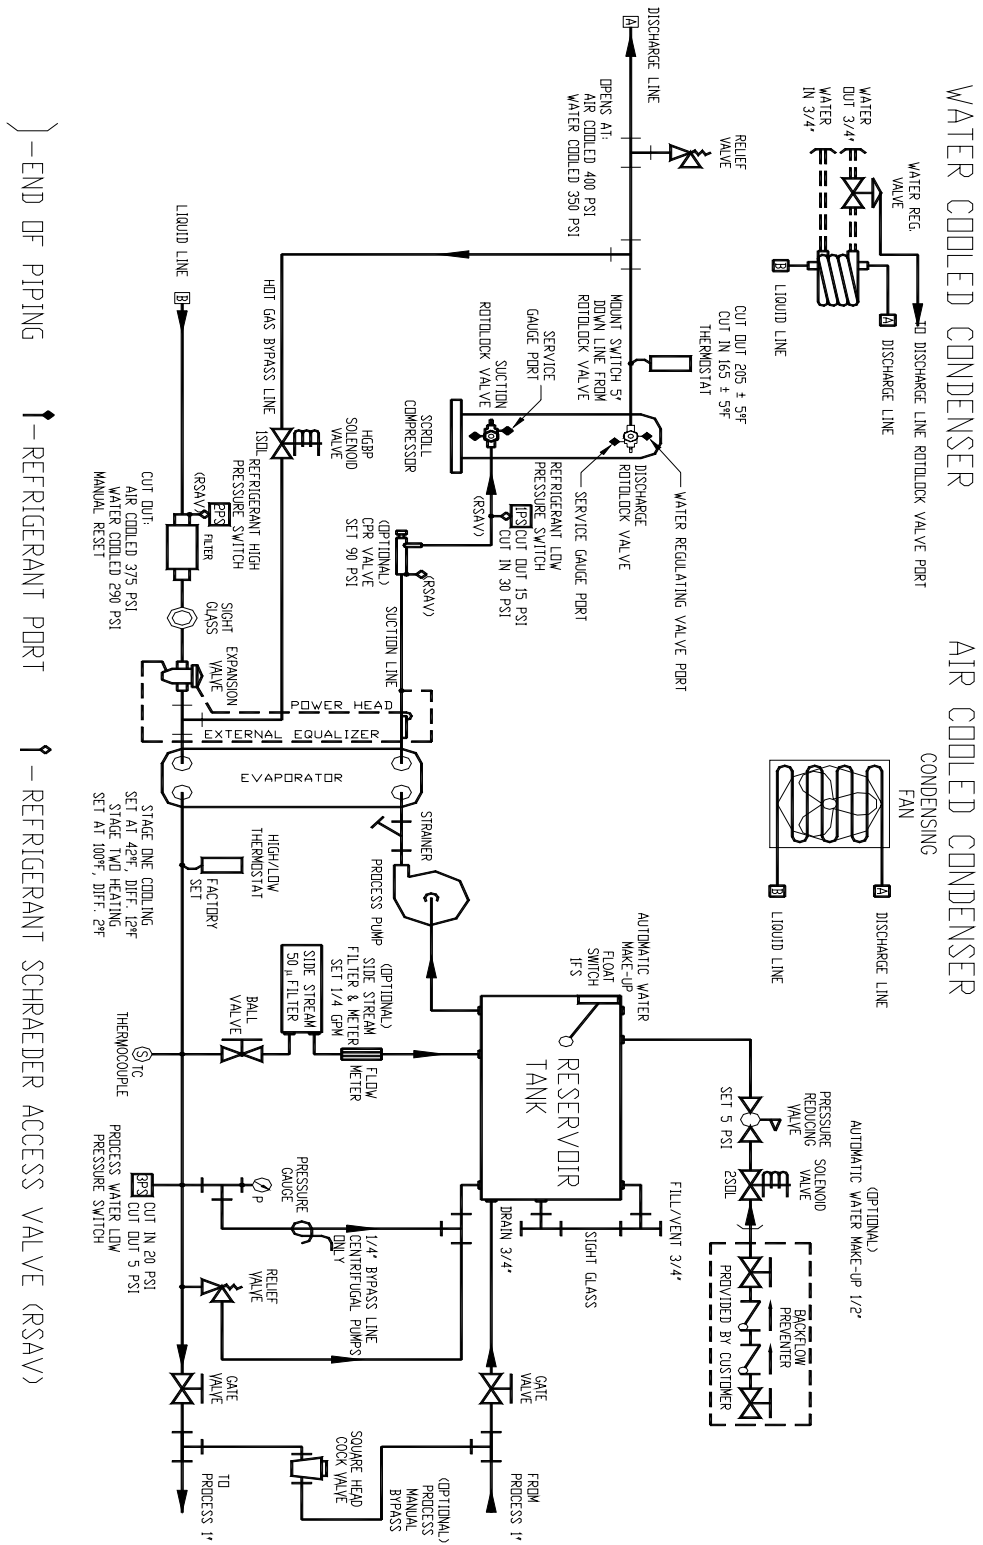 WATER COOLED CONDENSER
AIR COOLED CONDENSER
WATER REG.
VALVE
TO DISCHARGE LINE ROTOLOCK VALVE PORT
WATER
OUT 3/4"
WATER
IN 3/4"
A
DISCHARGE LINE
B
LIQUID LINE
CONDENSING
FAN
A
DISCHARGE LINE
B
LIQUID LINE
DISCHARGE LINE
A
RELIEF
VALVE
OPENS AT:
AIR COOLED 400 PSI
WATER COOLED 350 PSI
CUT OUT 205 ± 5°F
CUT IN 165 ± 5°F
THERMOSTAT
MOUNT SWITCH 5"
DOWN LINE FROM
ROTOLOCK VALVE
WATER REGULATING VALVE PORT
DISCHARGE
ROTOLOCK VALVE
SERVICE GAUGE PORT
SERVICE
GAUGE PORT
SUCTION
ROTOLOCK VALVE
SCROLL
COMPRESSOR
REFRIGERANT LOW
PRESSURE SWITCH
1PS
CUT OUT 15 PSI
CUT IN 30 PSI
(RSAV)
(RSAV)
(OPTIONAL)
CPR VALVE
SET 90 PSI
SUCTION LINE
HOT GAS BYPASS LINE
HGBP
SOLENOID
VALVE
1SOL
LIQUID LINE
B
REFRIGERANT HIGH
PRESSURE SWITCH
2PS
(RSAV)
CUT OUT:
AIR COOLED 375 PSI
WATER COOLED 290 PSI
MANUAL RESET
FILTER
SIGHT
GLASS
EXPANSION
VALVE
POWER HEAD
EXTERNAL EQUALIZER
EVAPORATOR
STRAINER
PROCESS PUMP
HIGH/LOW
THERMOSTAT
FACTORY
SET
STAGE ONE COOLING
SET AT 42°F, DIFF. 12°F
STAGE TWO HEATING
SET AT 100°F, DIFF. 2°F
AUTOMATIC WATER
MAKE-UP
FLOAT
SWITCH
1FS
RESERVOIR
TANK
(OPTIONAL)
SIDE STREAM
FILTER & METER
SET 1/4 GPM
SIDE STREAM
50 µ FILTER
FLOW
METER
BALL
VALVE
S
TC
THERMOCOUPLE
(OPTIONAL)
AUTOMATIC WATER MAKE-UP 1/2"
PRESSURE
REDUCING
VALVE
SET 5 PSI
SOLENOID
VALVE
2SOL
BACKFLOW
PREVENTER
PROVIDED BY CUSTOMER
FILL/VENT 3/4"
SIGHT GLASS
DRAIN 3/4"
PRESSURE
GAUGE
P
1/4" BYPASS LINE
CENTRIFUGAL PUMPS
ONLY
3PS
CUT IN 20 PSI
CUT OUT 5 PSI
PROCESS WATER LOW
PRESSURE SWITCH
RELIEF
VALVE
GATE
VALVE
GATE
VALVE
FROM
PROCESS 1"
TO
PROCESS 1"
SQUARE HEAD
COCK VALVE
(OPTIONAL)
PROCESS
MANUAL
BYPASS
- END OF PIPING
- REFRIGERANT PORT
- REFRIGERANT SCHRAEDER ACCESS VALVE (RSAV)